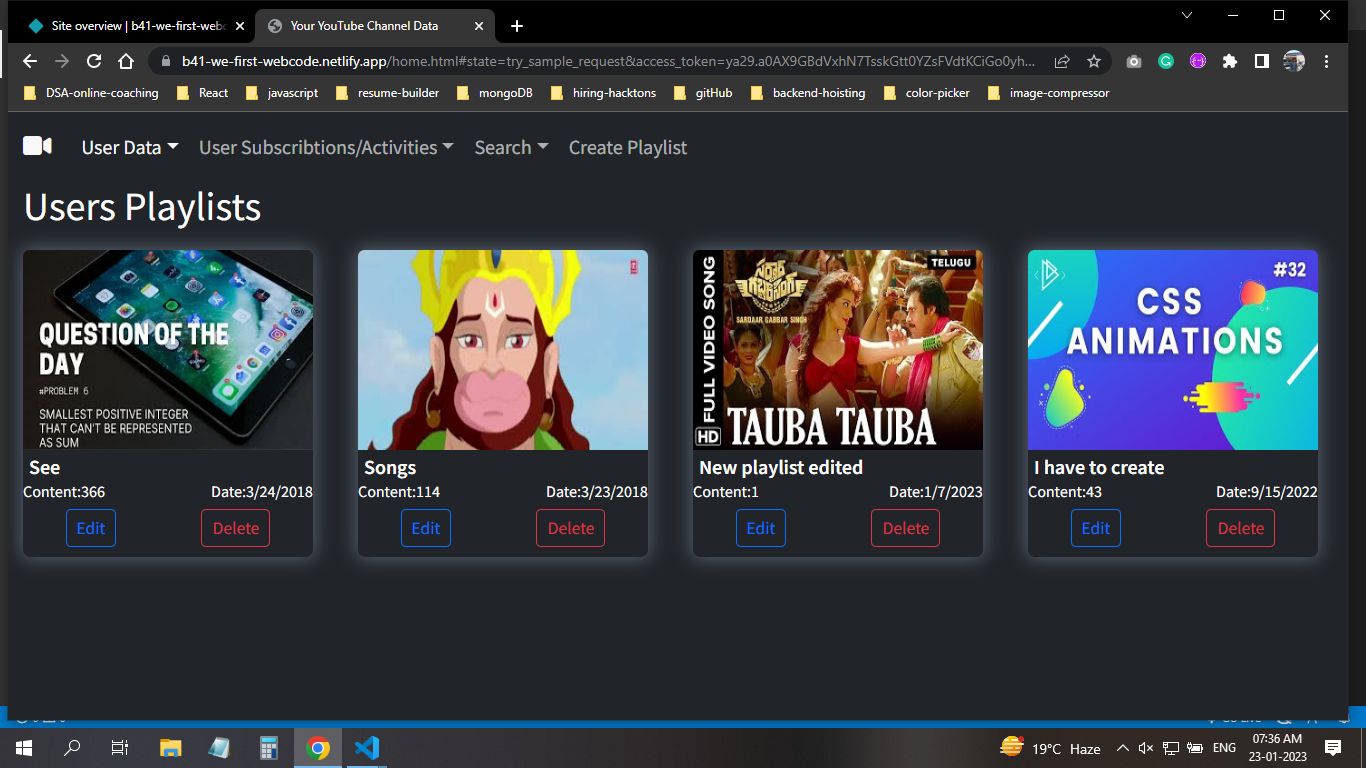 Site overview | b41-we-first-webc
Your YouTube Channel Data
b41-we-first-webcode.netlify.app/home.html#state=try_sample_request&access_token=ya29.a0AX9GBdVxhN7TsskGtt0YZsFVdtKCiGo0yh...
DSA-online-coaching
React
javascript
resume-builder
mongoDB
hiring-hacktons
gitHub
backend-hoisting
color-picker
image-compressor
User Data
User Subscribtions/Activities
Search
Create Playlist
Users Playlists
QUESTION OF THE
DAY
#PROBLEM 6
SMALLEST POSITIVE INTEGER
THAT CAN'T BE REPRESENTED
AS SUM
FULL VIDEO SONG
TELUGU
SARDAAR GABBAR SINGH
HD
TAUBA TAUBA
#32
CSS
ANIMATIONS
See
Content:366
Date:3/24/2018
Edit
Delete
Songs
Content:114
Date:3/23/2018
Edit
Delete
New playlist edited
Content:1
Date:1/7/2023
Edit
Delete
I have to create
Content:43
Date:9/15/2022
Edit
Delete
19°C Haze
ENG
07:36 AM
23-01-2023